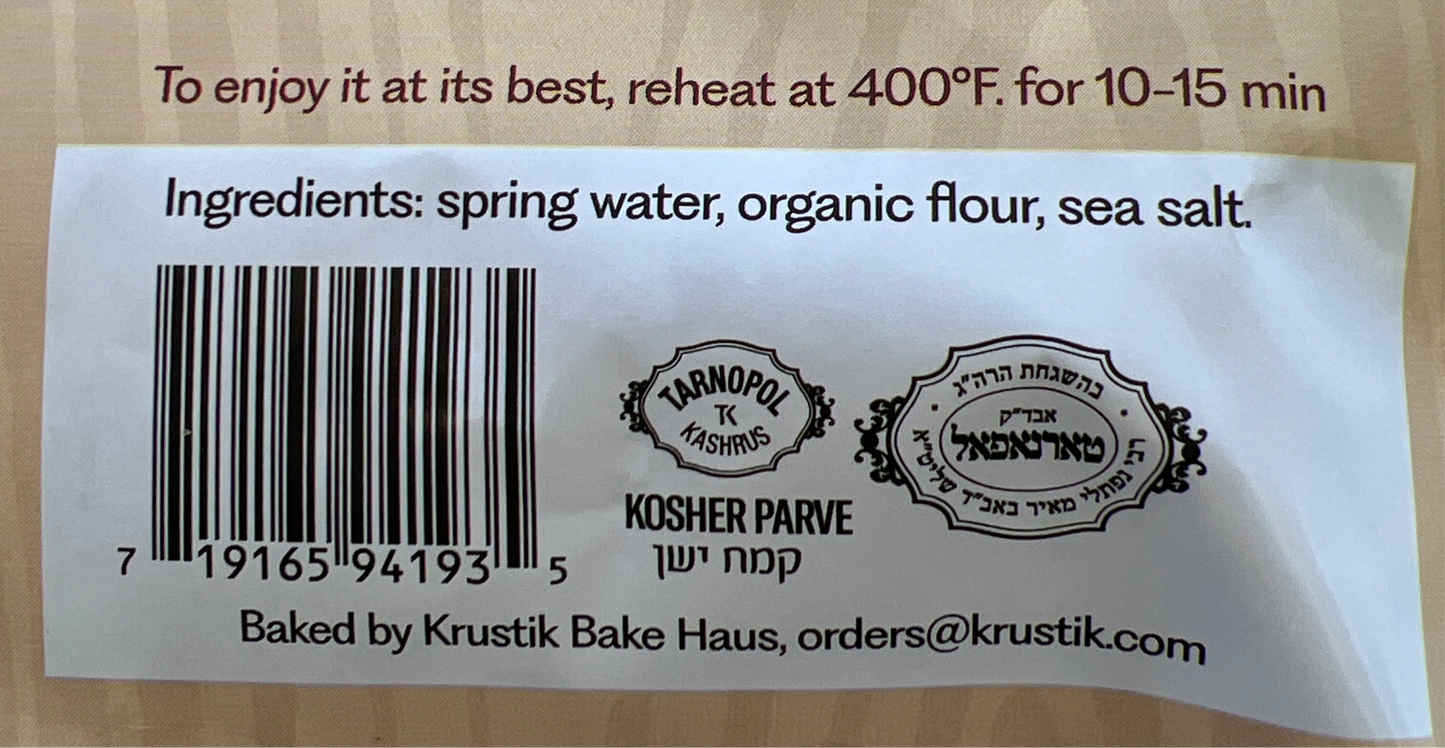 To enjoy it at its best, reheat at 400°F. for 10-15 min
Ingredients: spring water, organic flour, sea salt.
7 19165 94193 5
TARNOPOL
TK
KASHRUS
KOSHER PARVE
קמח ישן
בהשגחת הרה"ג
אבד"ק
טארנאפאל
רבי נפתלי מאיר באב"ד שליט"א
Baked by Krustik Bake Haus, orders@krustik.com